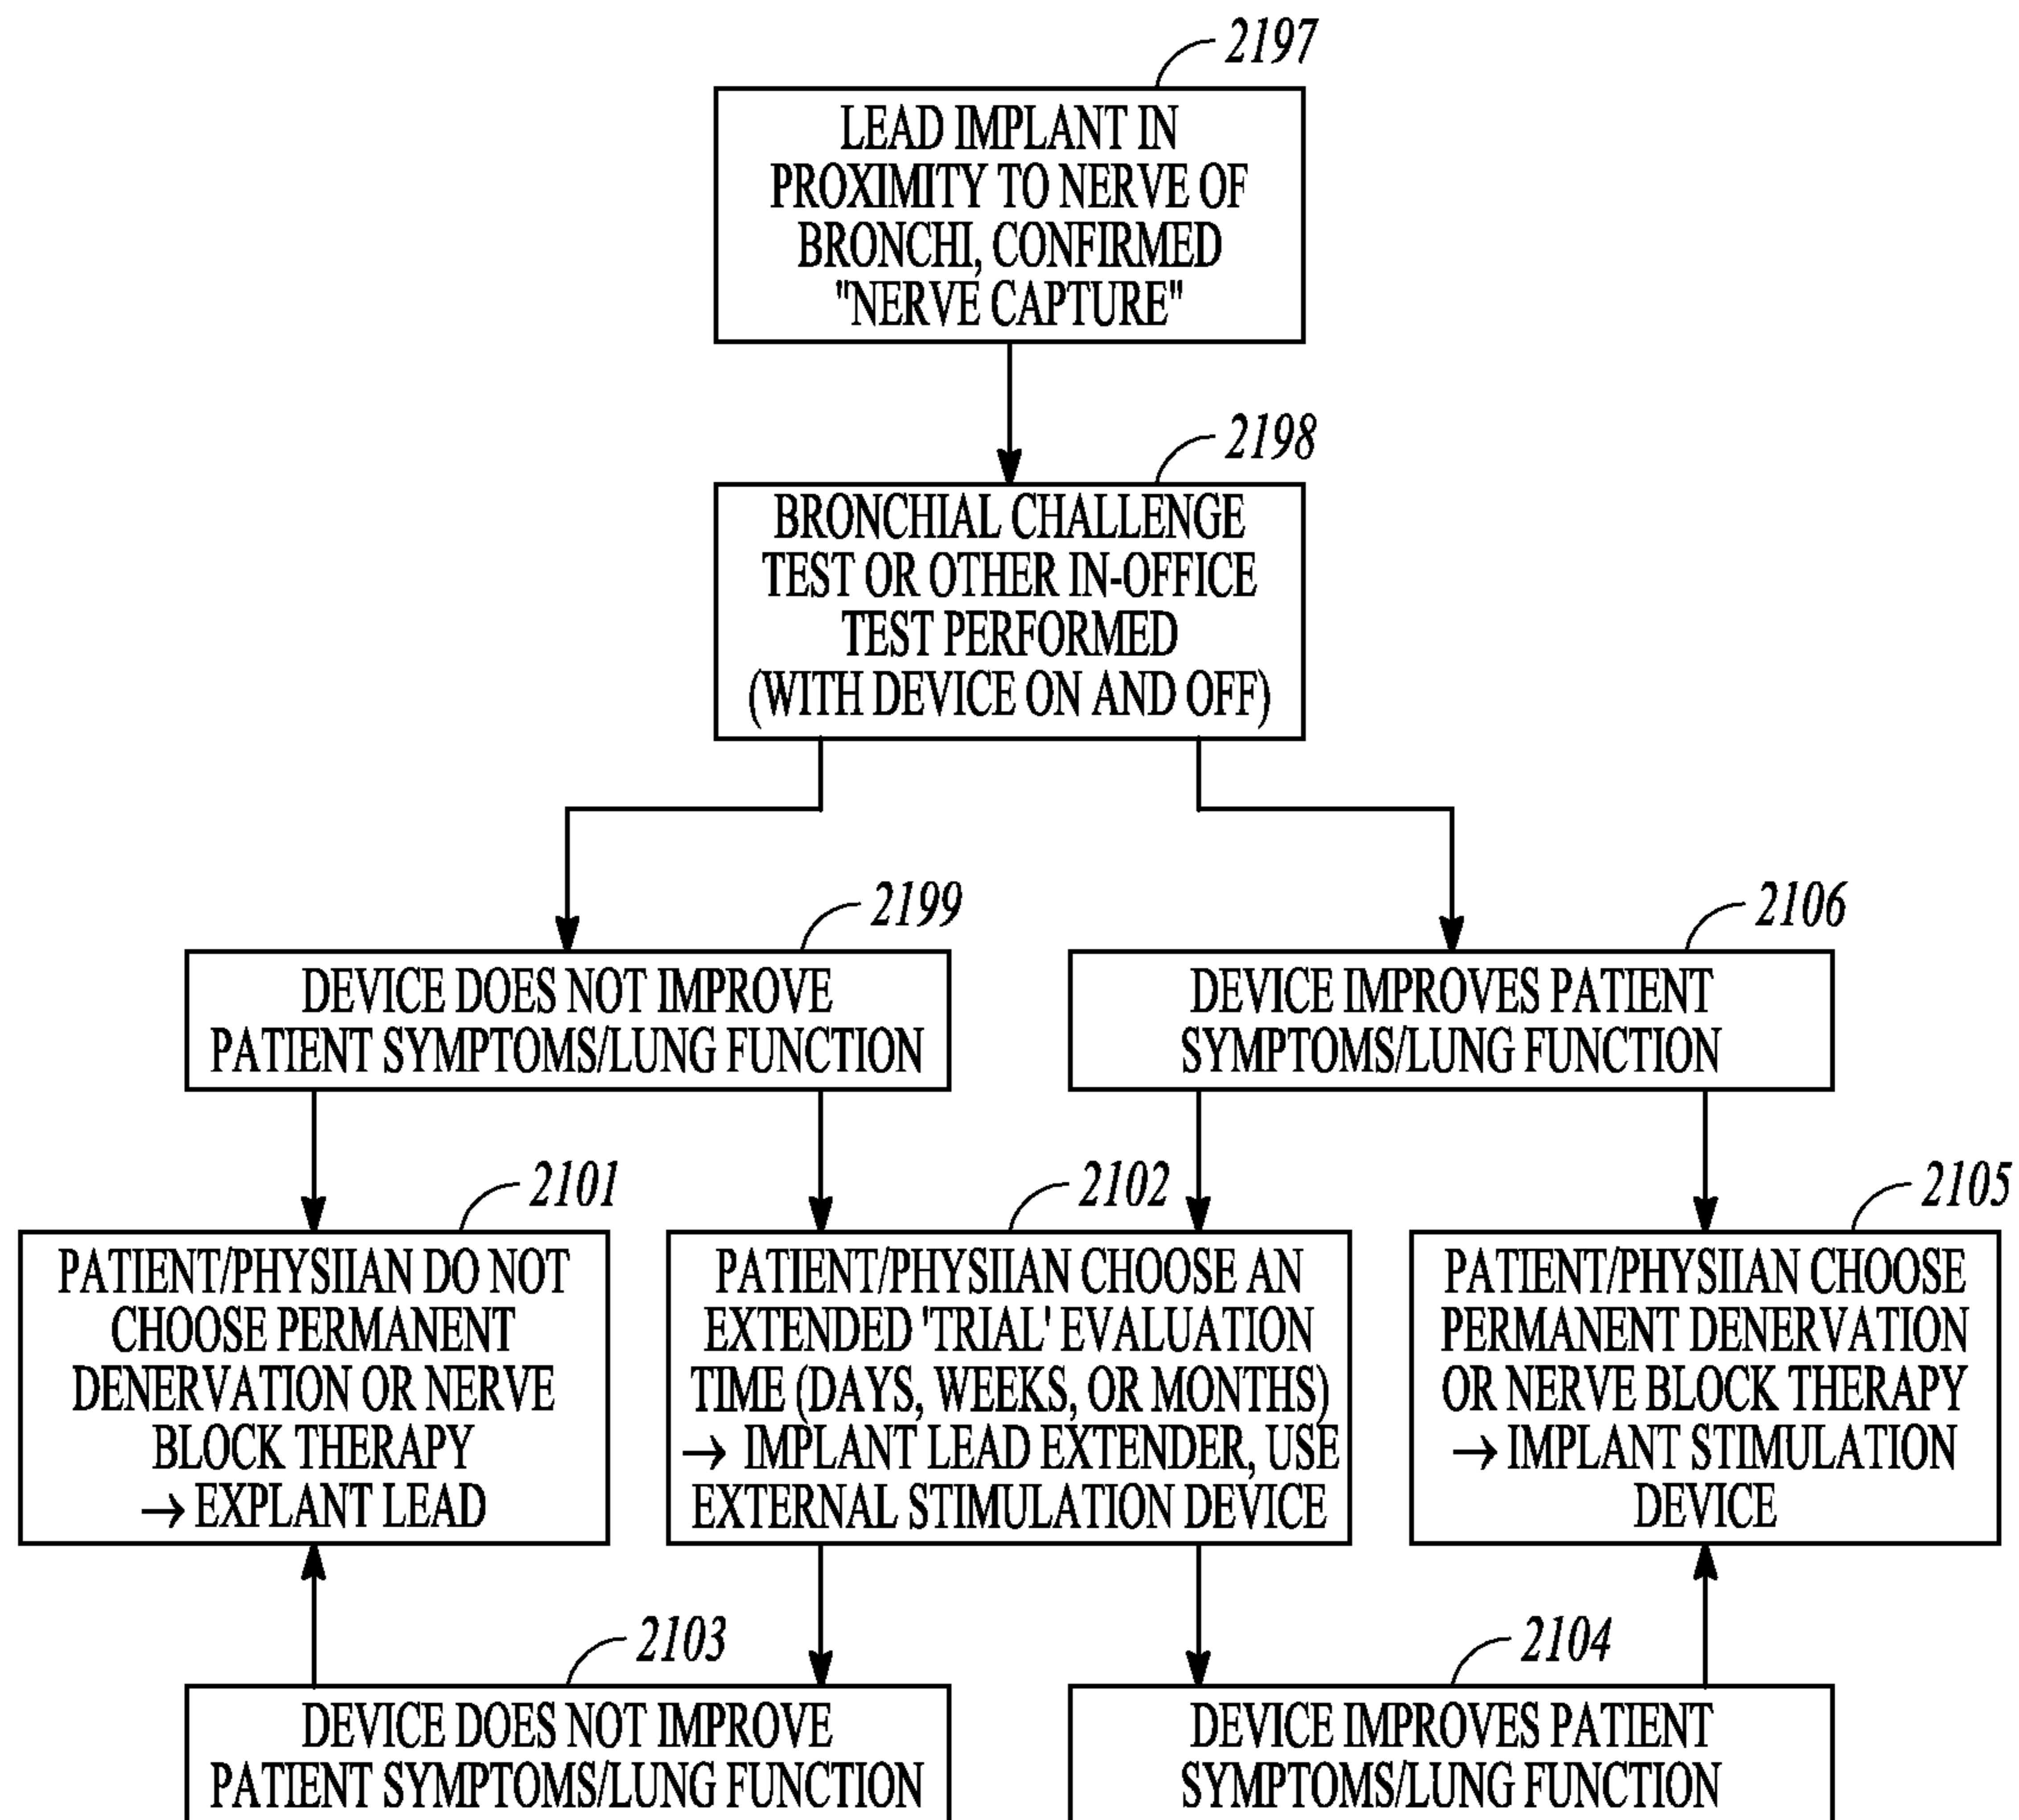 2197
LEAD IMPLANT IN
PROXIMITY TO NERVE OF
BRONCHI, CONFIRMED
"NERVE CAPTURE"
2198
BRONCHIAL CHALLENGE
TEST OR OTHER IN-OFFICE
TEST PERFORMED
(WITH DEVICE ON AND OFF)
2199
DEVICE DOES NOT IMPROVE
PATIENT SYMPTOMS/LUNG FUNCTION
2106
DEVICE IMPROVES PATIENT
SYMPTOMS/LUNG FUNCTION
2101
PATIENT/PHYSIIAN DO NOT
CHOOSE PERMANENT
DENERVATION OR NERVE
BLOCK THERAPY
→ EXPLANT LEAD
2102
PATIENT/PHYSIIAN CHOOSE AN
EXTENDED 'TRIAL' EVALUATION
TIME (DAYS, WEEKS, OR MONTHS)
→ IMPLANT LEAD EXTENDER, USE
EXTERNAL STIMULATION DEVICE
2105
PATIENT/PHYSIIAN CHOOSE
PERMANENT DENERVATION
OR NERVE BLOCK THERAPY
→ IMPLANT STIMULATION
DEVICE
2103
DEVICE DOES NOT IMPROVE
PATIENT SYMPTOMS/LUNG FUNCTION
2104
DEVICE IMPROVES PATIENT
SYMPTOMS/LUNG FUNCTION